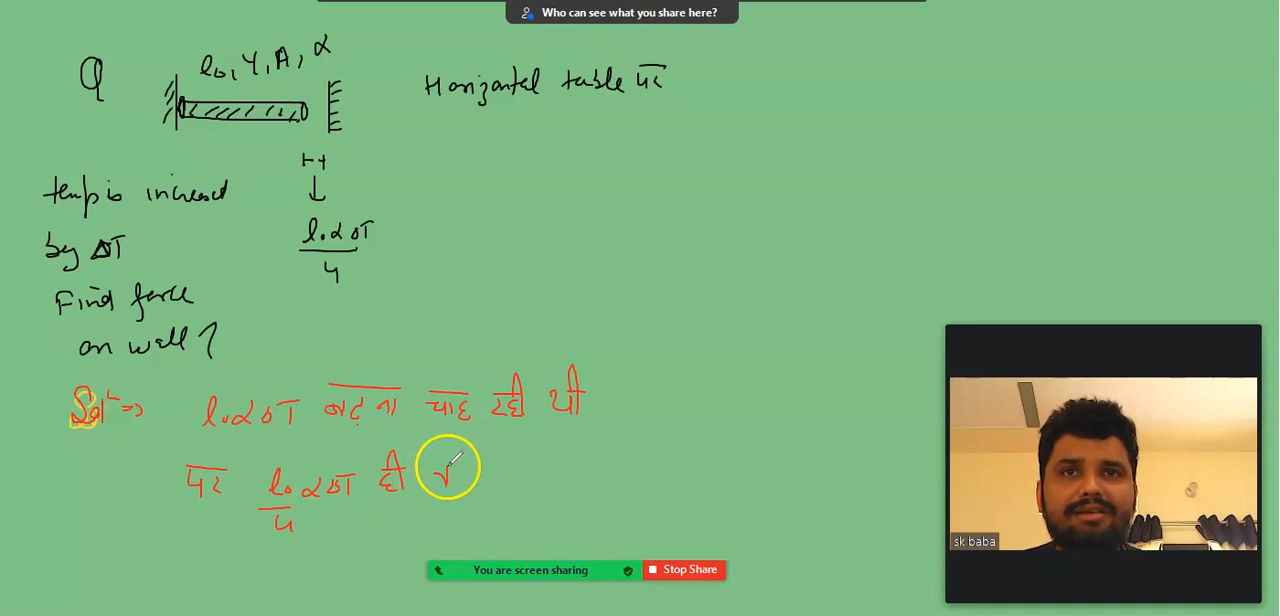 Who can see what you share here?
Q
l₀, Y, A, α
Horizontal table पर
temp is increased
by ΔT
l₀αΔT
4
Find force
on wall ?
Solⁿ ⇒ l₀αΔT बढ़ना चाह रही थी
पर l₀αΔT ही
4
sk baba
You are screen sharing
Stop Share